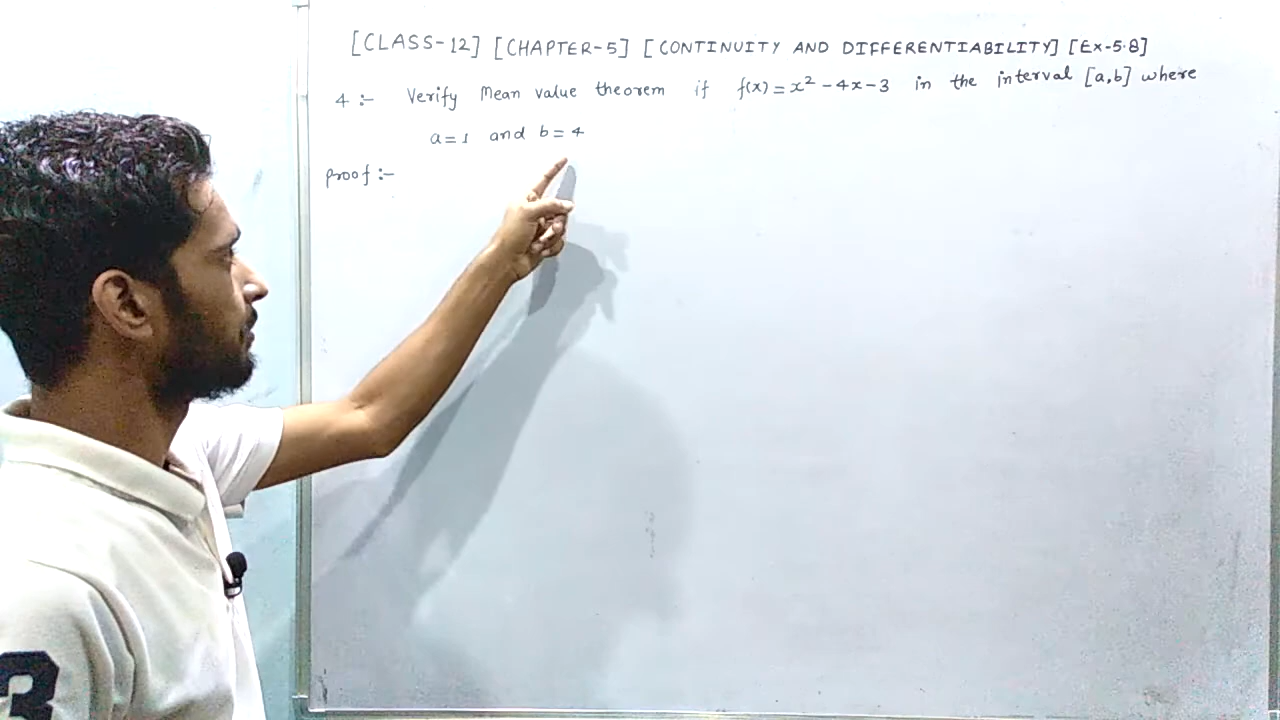 [CLASS-12] [CHAPTER-5] [CONTINUITY AND DIFFERENTIABILITY] [Ex-5.8]
4 :- Verify Mean value theorem if f(x) = x² - 4x - 3 in the interval [a,b] where
a = 1 and b = 4
Proof :-
3